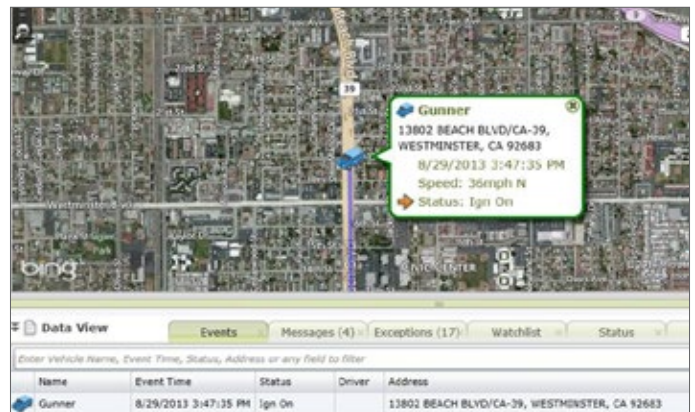 39
Gunner
13802 BEACH BLVD/CA-39,
WESTMINSTER, CA 92683
8/29/2013 3:47:35 PM
Speed: 36mph N
Status: Ign On
Westminster Blvd
bing
CIVIC CENTER
Data View
Events
Messages (4)
Exceptions (17)
Watchlist
Status
Enter Vehicle Name, Event Time, Status, Address or any field to filter
Name Event Time Status Driver Address
Gunner 8/29/2013 3:47:35 PM Ign On 13802 BEACH BLVD/CA-39, WESTMINSTER, CA 92683